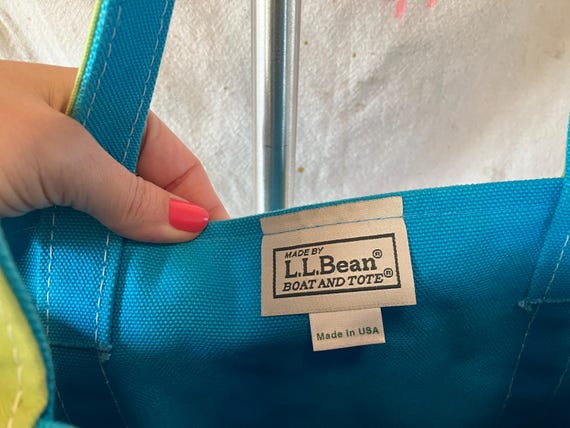 MADE BY
L.L.Bean®
BOAT AND TOTE®
Made in USA